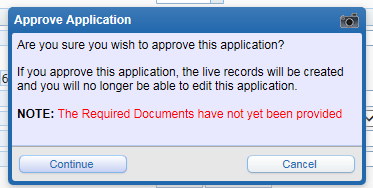 Approve Application
Are you sure you wish to approve this application?
If you approve this application, the live records will be created
and you will no longer be able to edit this application.
NOTE: The Required Documents have not yet been provided
6
Continue
Cancel